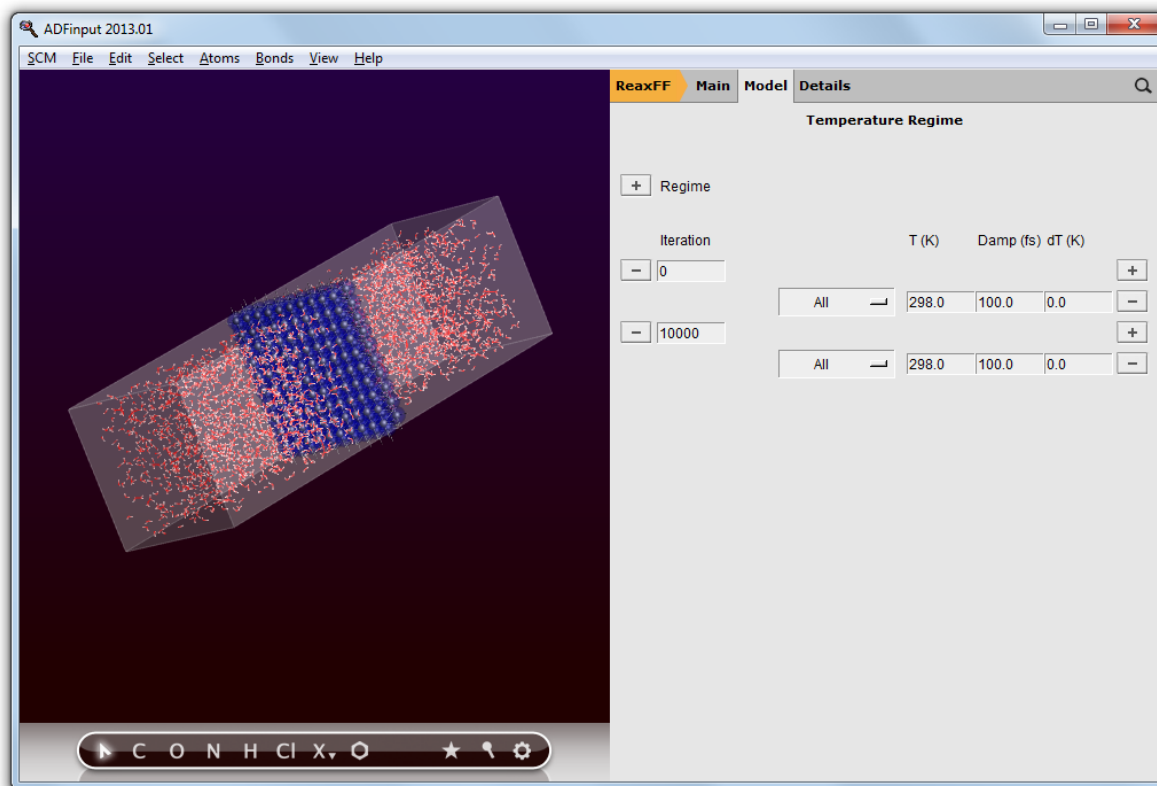 ADFinput 2013.01
SCM File Edit Select Atoms Bonds View Help
ReaxFF Main Model Details
Temperature Regime
+ Regime
Iteration T (K) Damp (fs) dT (K)
− 0 +
All 298.0 100.0 0.0 −
− 10000 +
All 298.0 100.0 0.0 −
C O N H Cl X